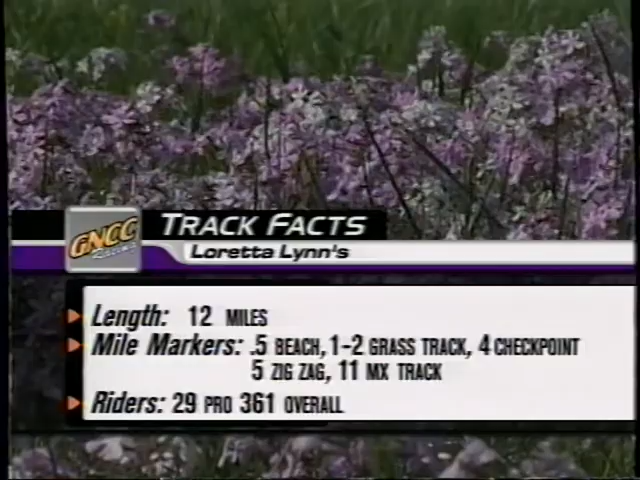 GNCC
Racing
TRACK FACTS
Loretta Lynn's
Length: 12 MILES
Mile Markers: .5 BEACH, 1-2 GRASS TRACK, 4 CHECKPOINT
5 ZIG ZAG, 11 MX TRACK
Riders: 29 PRO 361 OVERALL